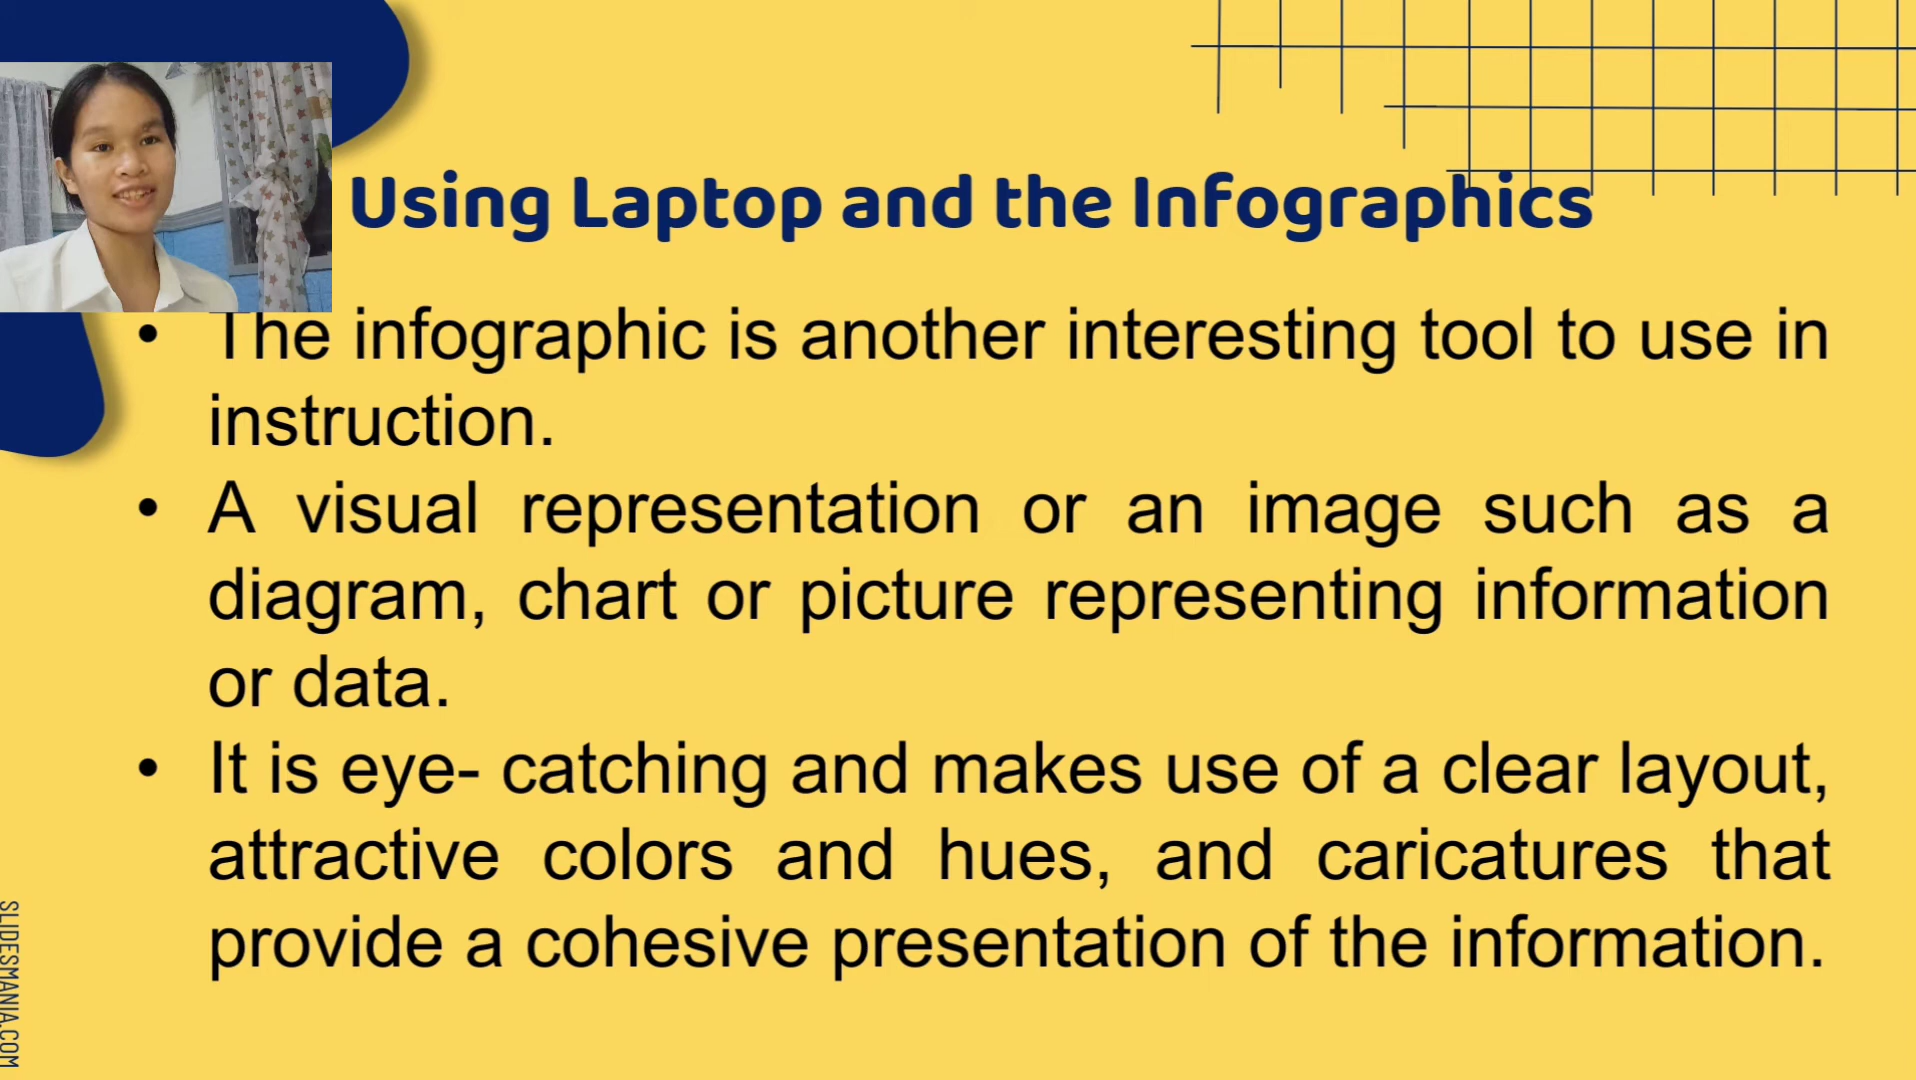 Using Laptop and the Infographics
• The infographic is another interesting tool to use in
instruction.
• A visual representation or an image such as a
diagram, chart or picture representing information
or data.
• It is eye- catching and makes use of a clear layout,
attractive colors and hues, and caricatures that
provide a cohesive presentation of the information.
SLIDESMANIA.COM